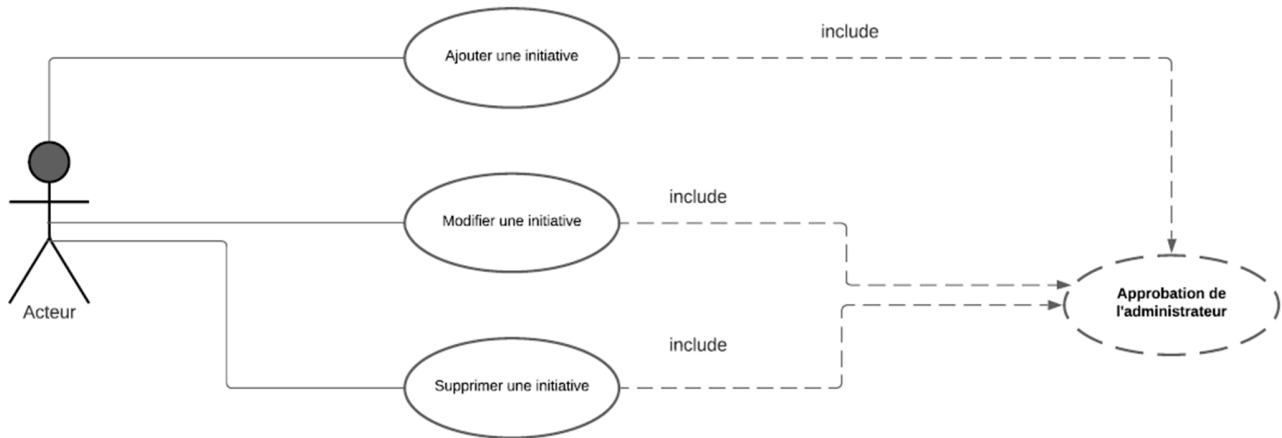 include
Ajouter une initiative
include
Modifier une initiative
Approbation de
l'administrateur
Acteur
include
Supprimer une initiative